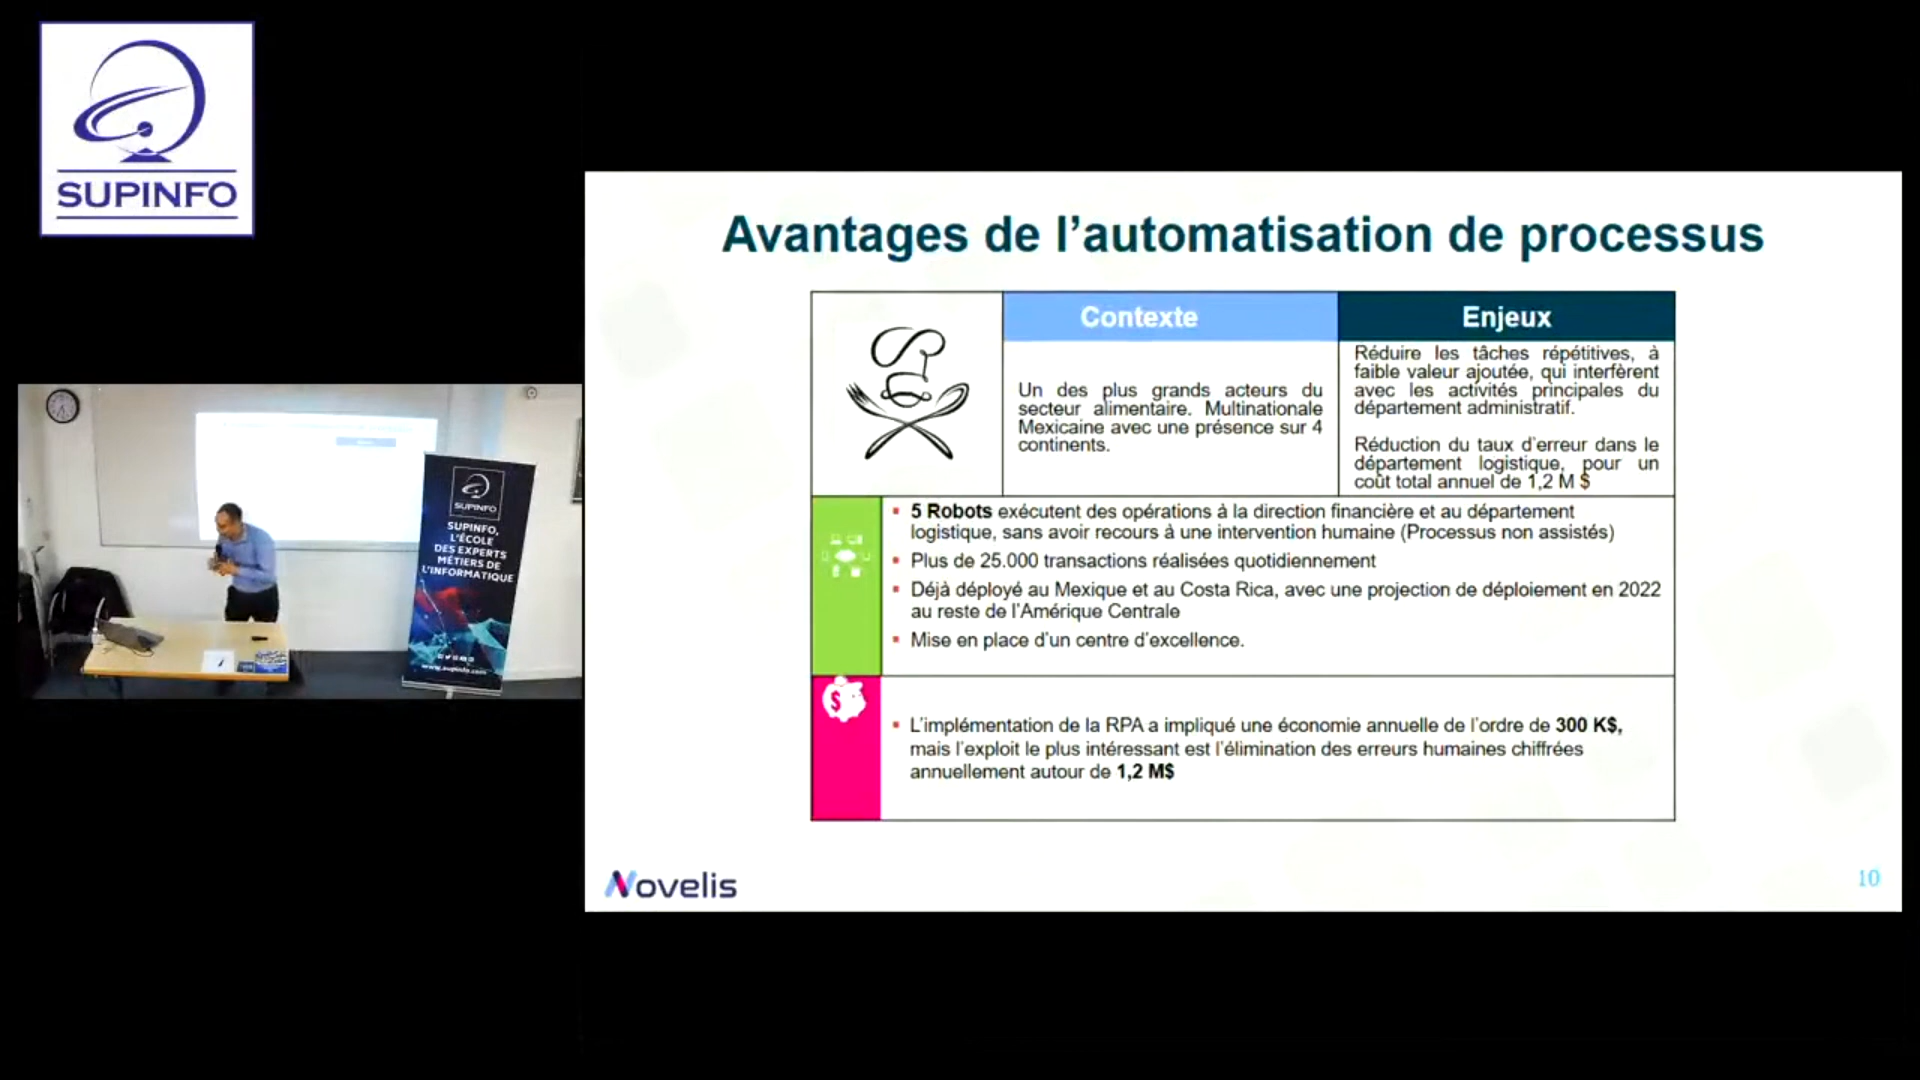 SUPINFO
Avantages de l’automatisation de processus
Contexte
Enjeux
Un des plus grands acteurs du
secteur alimentaire. Multinationale
Mexicaine avec une présence sur 4
continents.
Réduire les tâches répétitives, à
faible valeur ajoutée, qui interfèrent
avec les activités principales du
département administratif.
Réduction du taux d’erreur dans le
département logistique, pour un
coût total annuel de 1,2 M $
5 Robots exécutent des opérations à la direction financière et au département
logistique, sans avoir recours à une intervention humaine (Processus non assistés)
Plus de 25.000 transactions réalisées quotidiennement
Déjà déployé au Mexique et au Costa Rica, avec une projection de déploiement en 2022
au reste de l’Amérique Centrale
Mise en place d’un centre d’excellence.
$
L’implémentation de la RPA a impliqué une économie annuelle de l’ordre de 300 K$,
mais l’exploit le plus intéressant est l’élimination des erreurs humaines chiffrées
annuellement autour de 1,2 M$
Novelis
10
SUPINFO
SUPINFO,
L’ÉCOLE
DES EXPERTS
MÉTIERS DE
L’INFORMATIQUE
www.supinfo.com